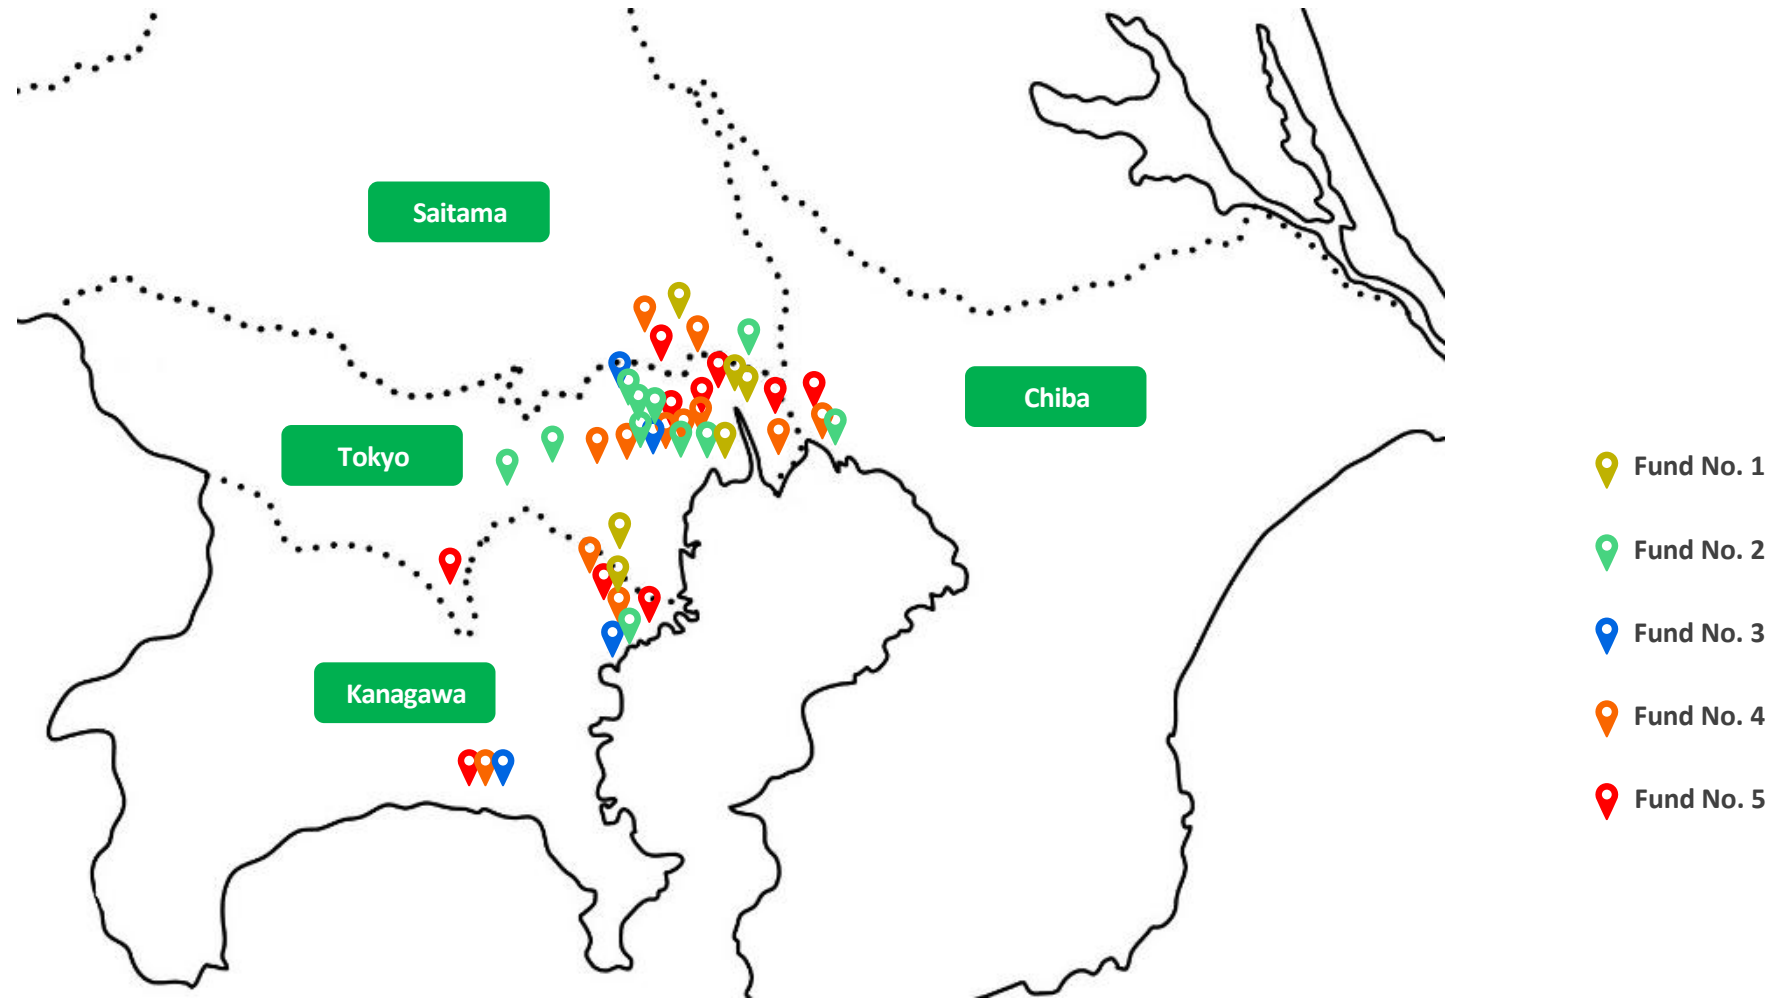 Saitama
Chiba
Tokyo
Kanagawa
Fund No. 1
Fund No. 2
Fund No. 3
Fund No. 4
Fund No. 5